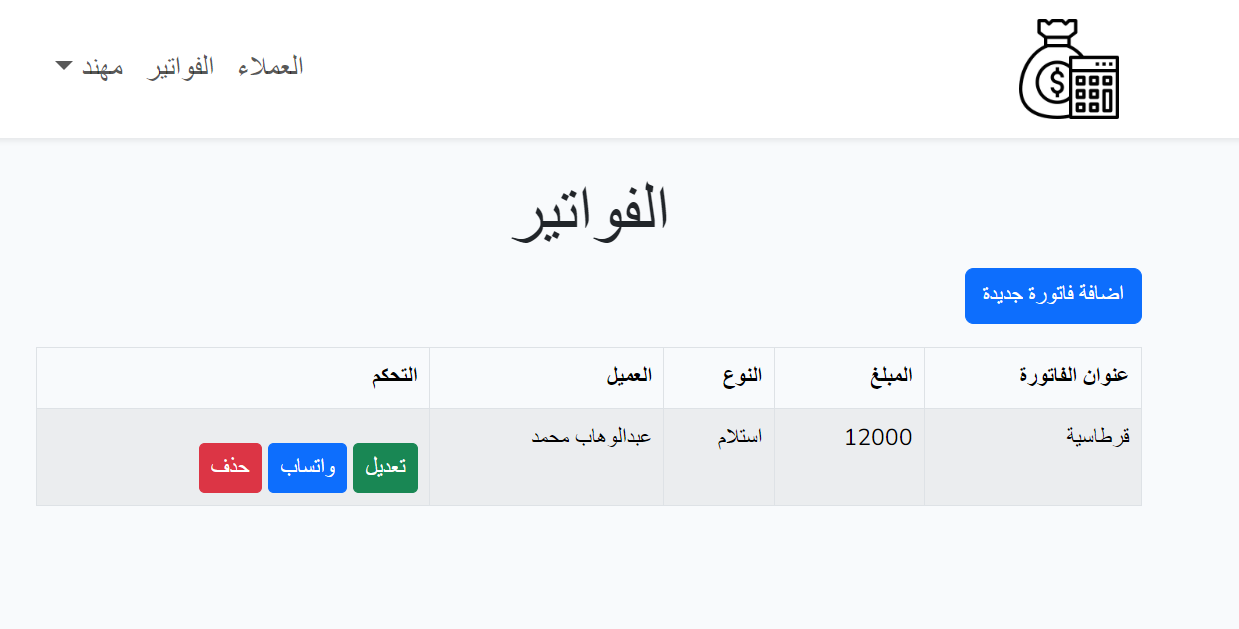 العملاء الفواتير مهند
الفواتير
اضافة فاتورة جديدة
عنوان الفاتورة المبلغ النوع العميل التحكم
قرطاسية 12000 استلام عبدالوهاب محمد تعديل واتساب حذف